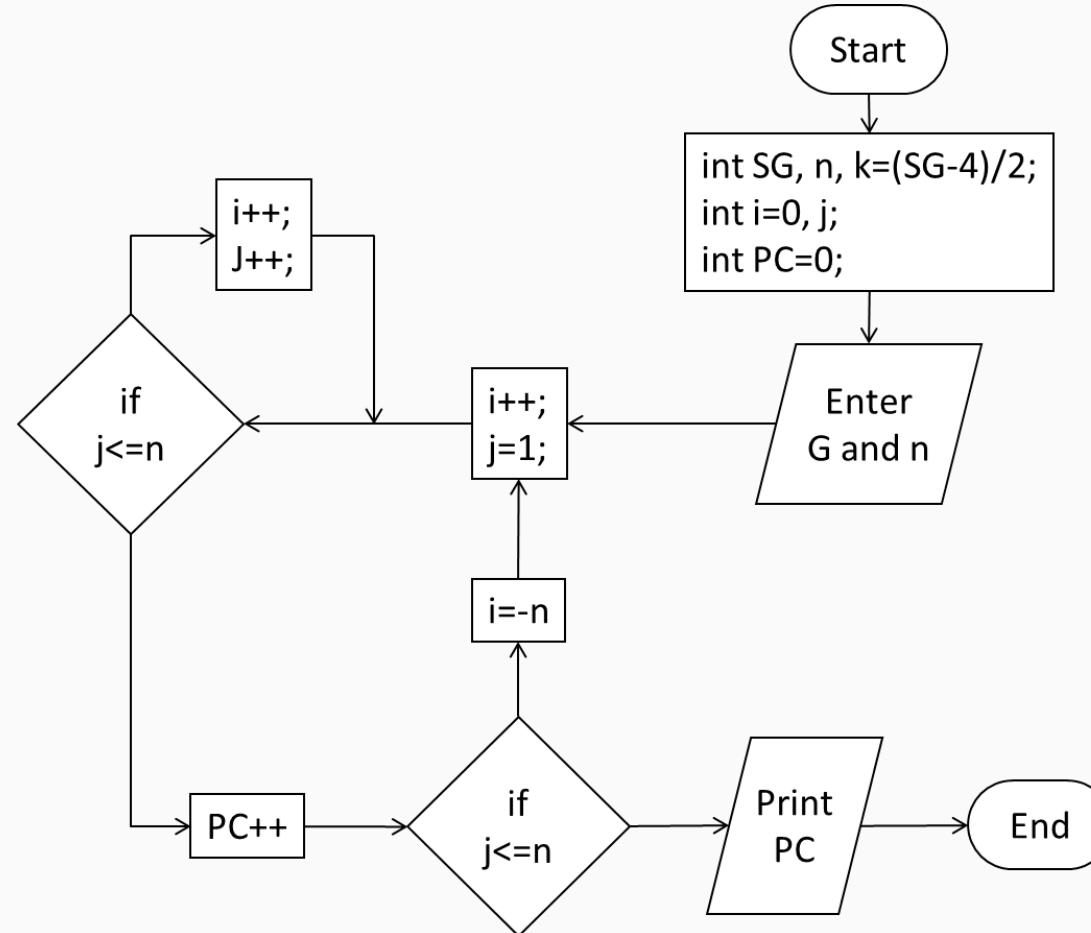 Start
int SG, n, k=(SG-4)/2;
int i=0, j;
int PC=0;
Enter
G and n
i++;
j=1;
if
j<=n
i++;
J++;
PC++
if
j<=n
i=-n
Print
PC
End